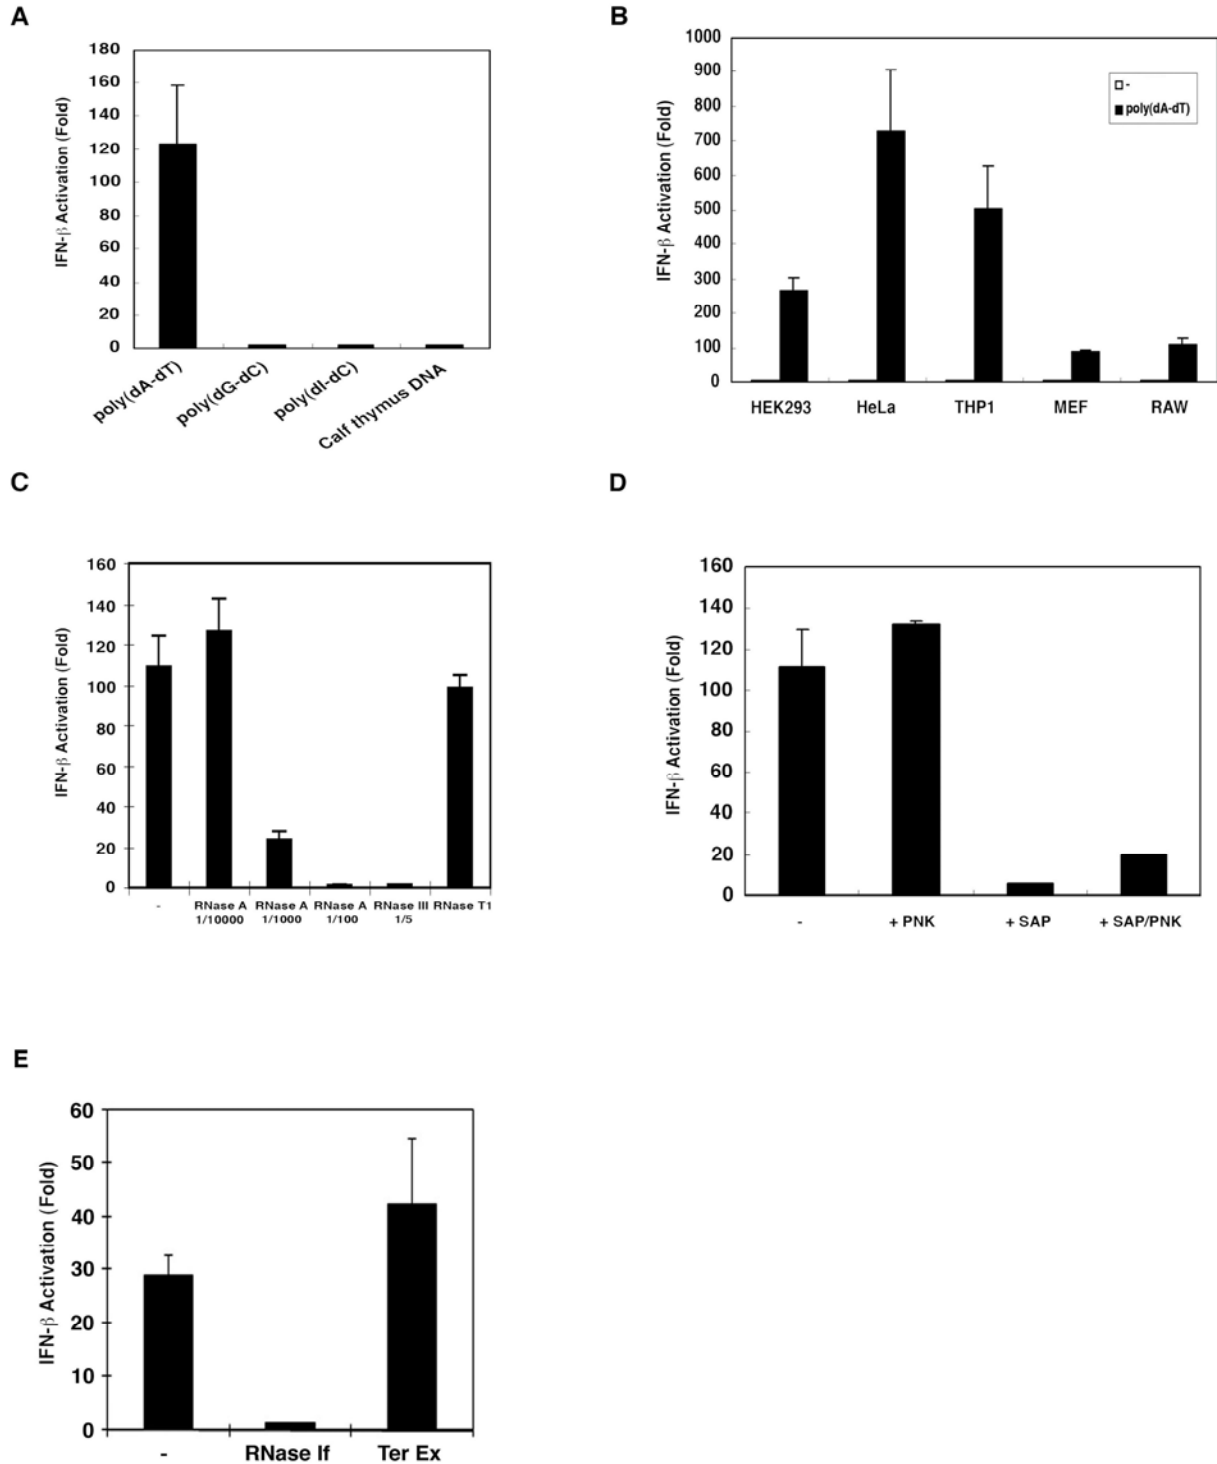 A
IFN-β Activation (Fold)
180
160
140
120
100
80
60
40
20
0
poly(dA-dT)
poly(dG-dC)
poly(dI-dC)
Calf thymus DNA
B
IFN-β Activation (Fold)
1000
900
800
700
600
500
400
300
200
100
0
-
poly(dA-dT)
HEK293 HeLa THP1 MEF RAW
C
IFN-β Activation (Fold)
160
140
120
100
80
60
40
20
0
- RNase A RNase A RNase A RNase III RNase T1
1/10000 1/1000 1/100 1/5
D
IFN-β Activation (Fold)
160
140
120
100
80
60
40
20
0
- + PNK + SAP + SAP/PNK
E
IFN-β Activation (Fold)
60
50
40
30
20
10
0
- RNase If Ter Ex